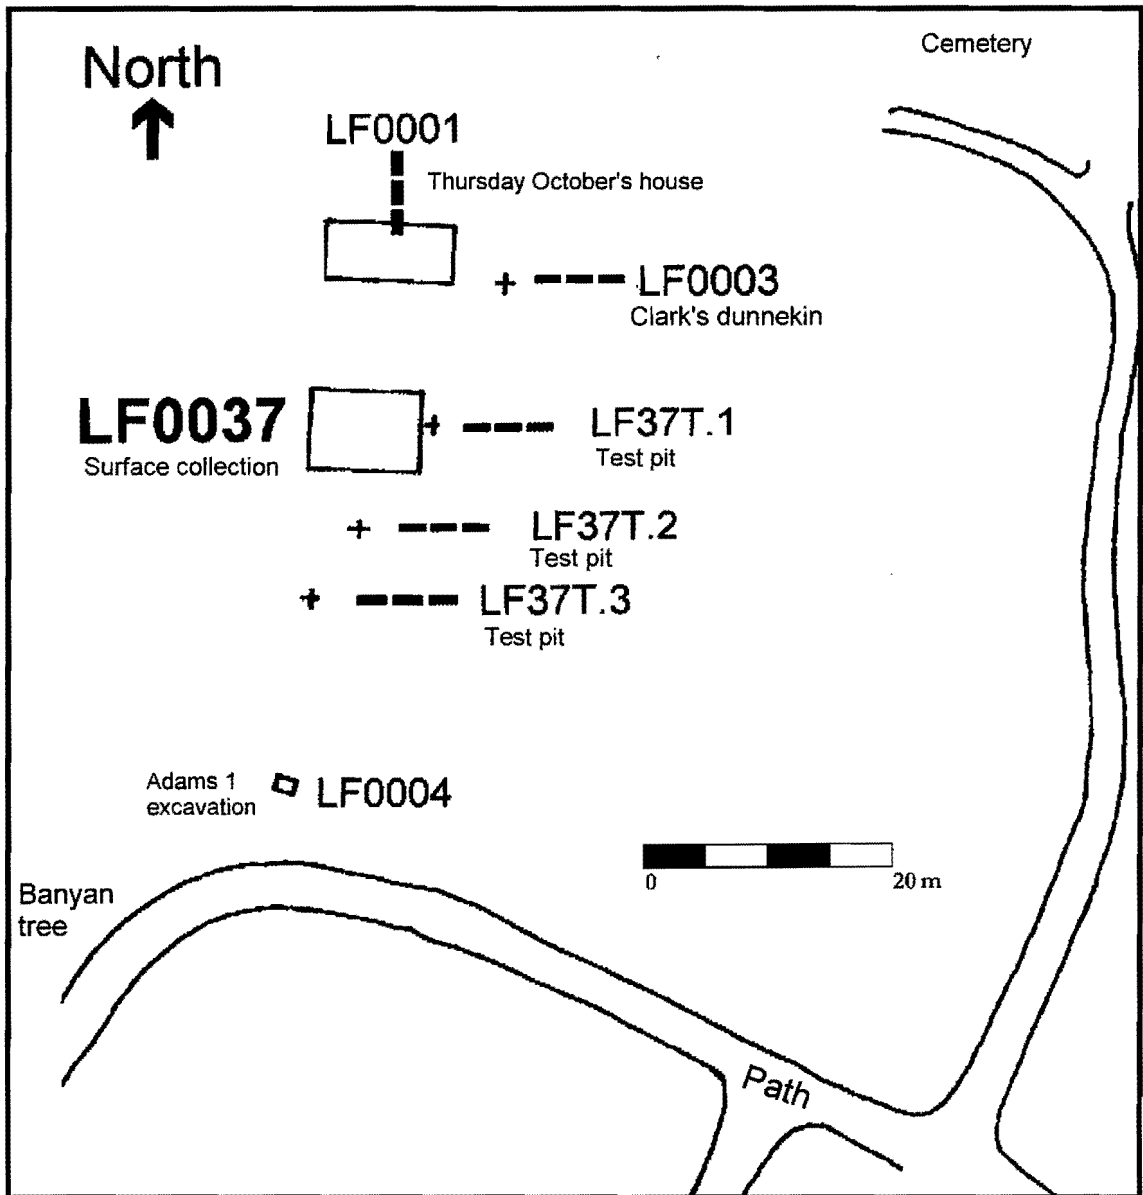 Cemetery
North
LF0001
Thursday October's house
LF0003
Clark's dunnekin
LF0037
Surface collection
LF37T.1
Test pit
LF37T.2
Test pit
LF37T.3
Test pit
Adams 1
excavation
LF0004
0
20 m
Banyan
tree
Path